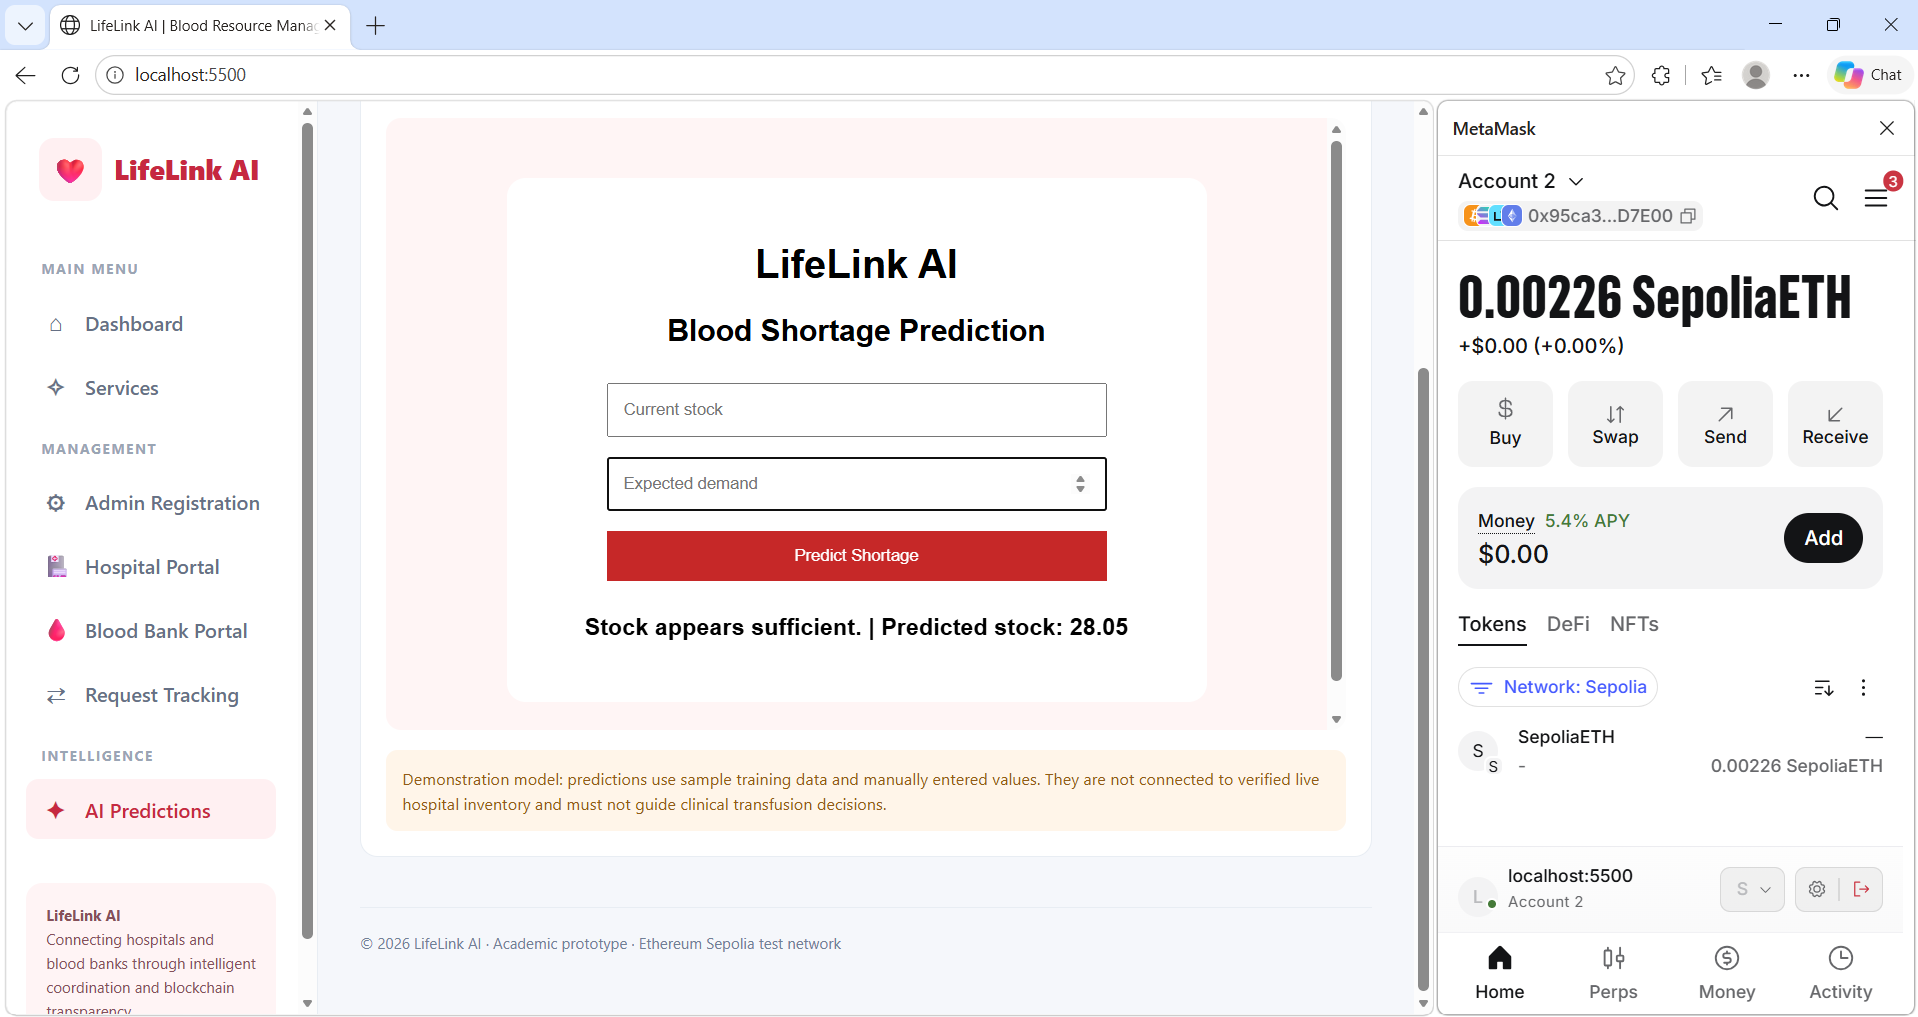 LifeLink AI | Blood Resource Mana
localhost:5500
Chat
LifeLink AI
MAIN MENU
Dashboard
Services
MANAGEMENT
Admin Registration
Hospital Portal
Blood Bank Portal
Request Tracking
INTELLIGENCE
AI Predictions
LifeLink AI
Connecting hospitals and
blood banks through intelligent
coordination and blockchain
transparency
LifeLink AI
Blood Shortage Prediction
Current stock
Expected demand
Predict Shortage
Stock appears sufficient. | Predicted stock: 28.05
Demonstration model: predictions use sample training data and manually entered values. They are not connected to verified live
hospital inventory and must not guide clinical transfusion decisions.
© 2026 LifeLink AI · Academic prototype · Ethereum Sepolia test network
MetaMask
Account 2
3
L
0x95ca3...D7E00
0.00226 SepoliaETH
+$0.00 (+0.00%)
Buy
Swap
Send
Receive
Money 5.4% APY
$0.00
Add
Tokens DeFi NFTs
Network: Sepolia
S
S
SepoliaETH
—
-
0.00226 SepoliaETH
L
localhost:5500
Account 2
S
Home
Perps
Money
Activity